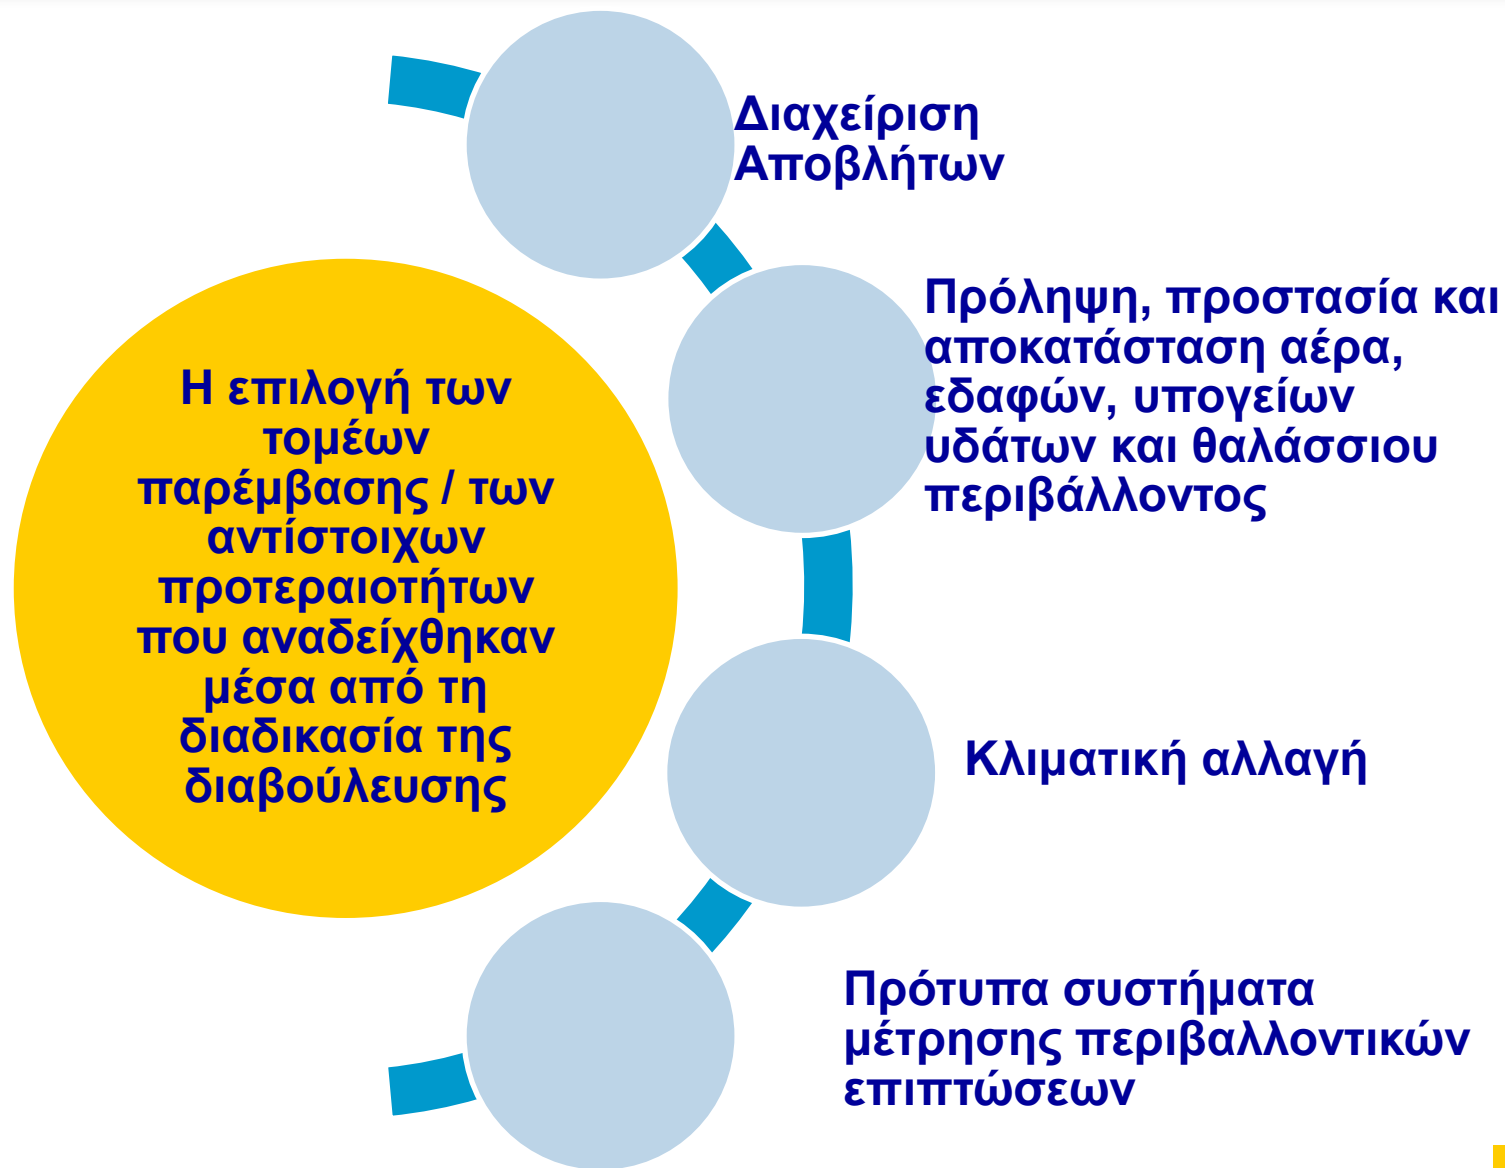 Διαχείριση
Αποβλήτων
Πρόληψη, προστασία και
αποκατάσταση αέρα,
εδαφών, υπογείων
υδάτων και θαλάσσιου
περιβάλλοντος
Η επιλογή των
τομέων
παρέμβασης / των
αντίστοιχων
προτεραιοτήτων
που αναδείχθηκαν
μέσα από τη
διαδικασία της
διαβούλευσης
Κλιματική αλλαγή
Πρότυπα συστήματα
μέτρησης περιβαλλοντικών
επιπτώσεων